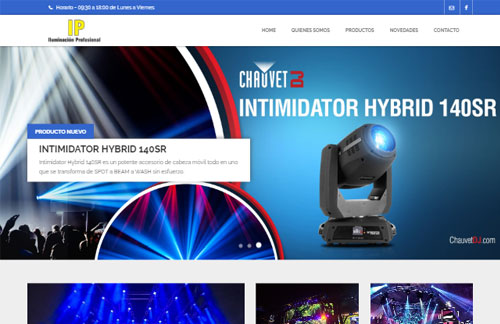 Horario - 09:30 a 18:00 de Lunes a Viernes
IP
Iluminación Profesional
HOME QUIENES SOMOS PRODUCTOS NOVEDADES CONTACTO
CHAUVET DJ
INTIMIDATOR HYBRID 140SR
PRODUCTO NUEVO
INTIMIDATOR HYBRID 140SR
Intimidator Hybrid 140SR es un potente accesorio de cabeza móvil todo en uno
que se transforma de SPOT a BEAM a WASH sin esfuerzo.
ChauvetDJ.com